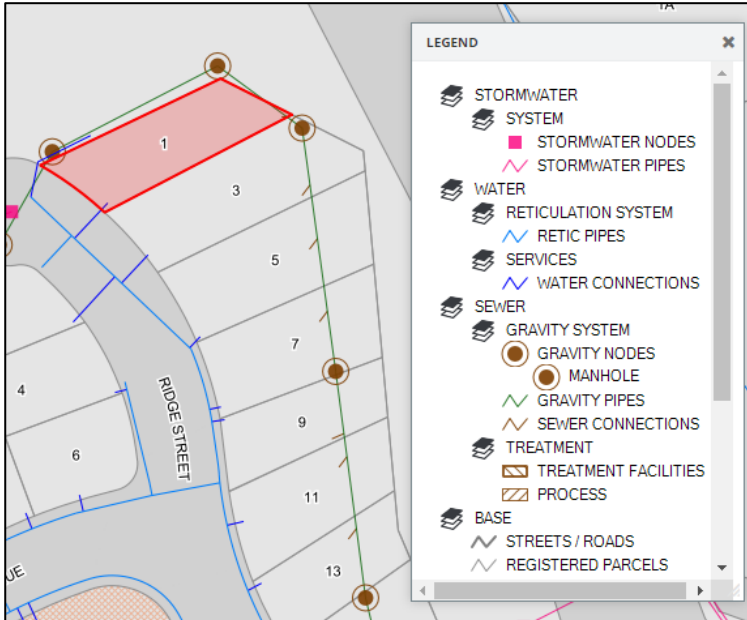 1A
LEGEND
STORMWATER
SYSTEM
STORMWATER NODES
STORMWATER PIPES
WATER
RETICULATION SYSTEM
RETIC PIPES
SERVICES
WATER CONNECTIONS
SEWER
GRAVITY SYSTEM
GRAVITY NODES
MANHOLE
GRAVITY PIPES
SEWER CONNECTIONS
TREATMENT
TREATMENT FACILITIES
PROCESS
BASE
STREETS / ROADS
REGISTERED PARCELS
1
3
5
7
9
11
13
4
6
RIDGE STREET
UE